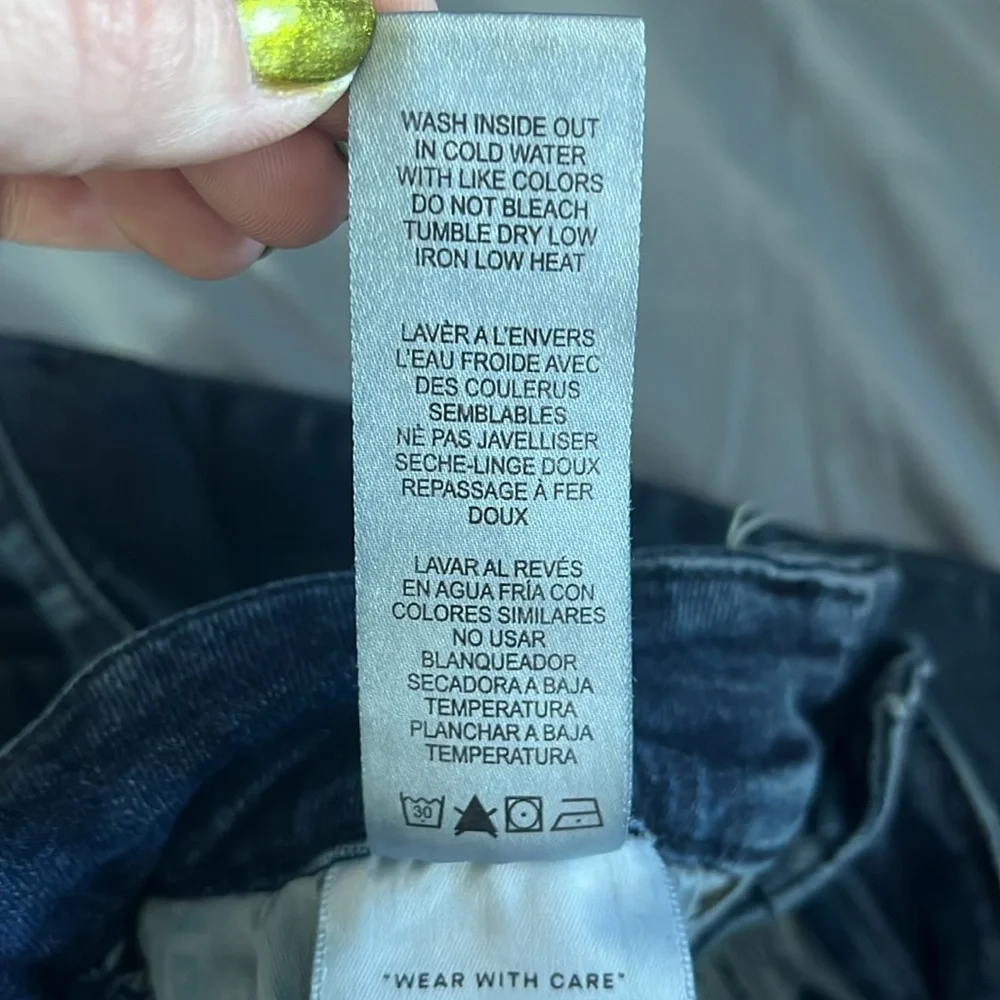 WASH INSIDE OUT
IN COLD WATER
WITH LIKE COLORS
DO NOT BLEACH
TUMBLE DRY LOW
IRON LOW HEAT
LAVÈR A L'ENVERS
L'EAU FROIDE AVEC
DES COULERUS
SEMBLABLES
NÈ PAS JAVELLISER
SECHE-LINGE DOUX
REPASSAGE À FER
DOUX
LAVAR AL REVÉS
EN AGUA FRÍA CON
COLORES SIMILARES
NO USAR
BLANQUEADOR
SECADORA A BAJA
TEMPERATURA
PLANCHAR A BAJA
TEMPERATURA
30
"WEAR WITH CARE"